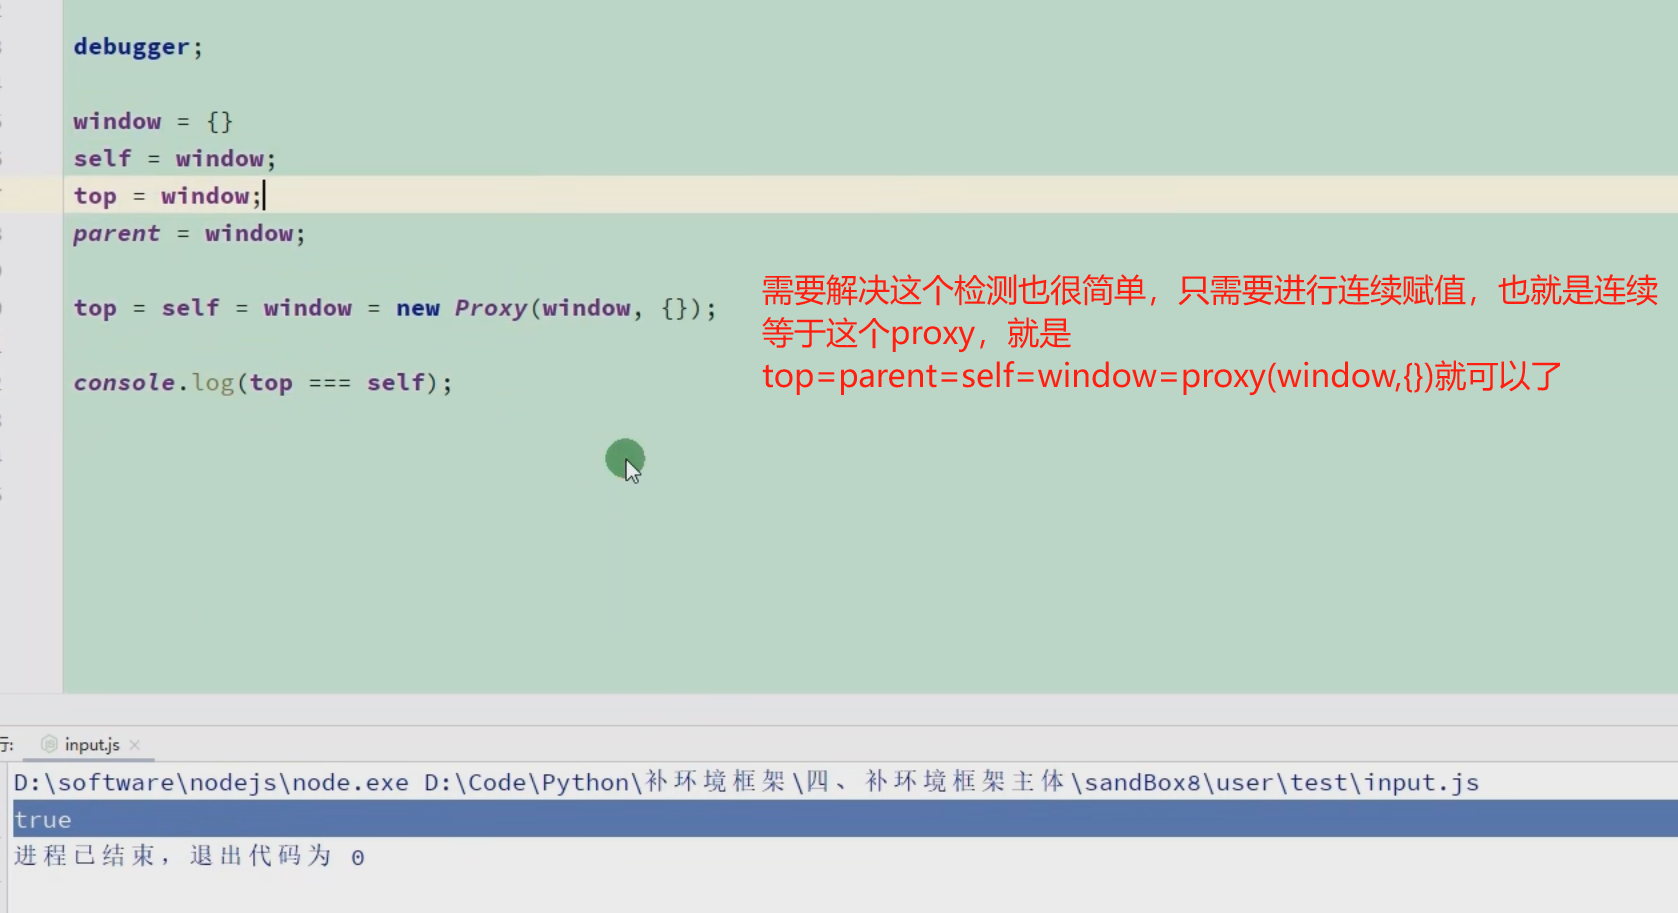 debugger;
window = {}
self = window;
top = window;
parent = window;
top = self = window = new Proxy(window, {});
console.log(top === self);
需要解决这个检测也很简单，只需要进行连续赋值，也就是连续
等于这个proxy，就是
top=parent=self=window=proxy(window,{})就可以了
行: input.js
D:\software\nodejs\node.exe D:\Code\Python\补环境框架\四、补环境框架主体\sandBox8\user\test\input.js
true
进程已结束，退出代码为 0